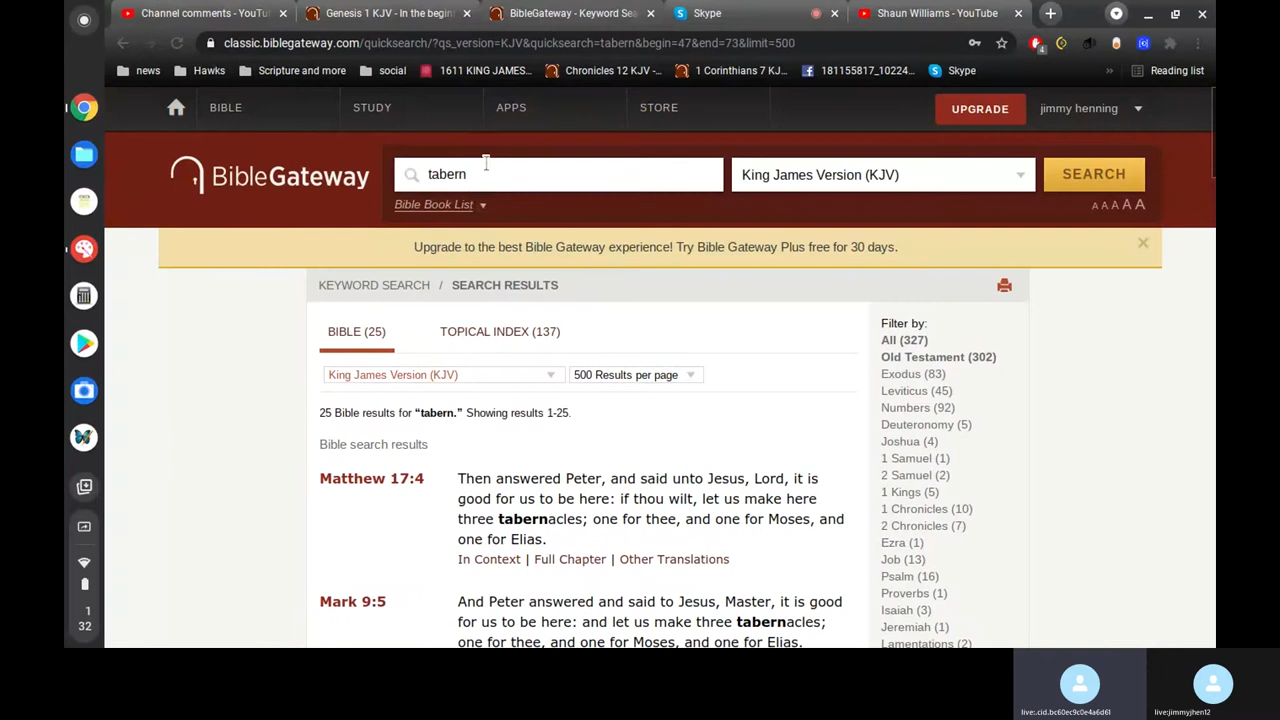 Channel comments - YouTu
Genesis 1 KJV - In the begin
BibleGateway - Keyword Sea
Skype
Shaun Williams - YouTube
classic.biblegateway.com/quicksearch/?qs_version=KJV&quicksearch=tabern&begin=47&end=73&limit=500
4
news
Hawks
Scripture and more
social
1611 KING JAMES...
Chronicles 12 KJV -...
1 Corinthians 7 KJ...
181155817_10224...
Skype
»
Reading list
BIBLE
STUDY
APPS
STORE
UPGRADE
jimmy henning
BibleGateway
tabern
King James Version (KJV)
SEARCH
Bible Book List
A A A A A
Upgrade to the best Bible Gateway experience! Try Bible Gateway Plus free for 30 days.
KEYWORD SEARCH / SEARCH RESULTS
BIBLE (25)
TOPICAL INDEX (137)
King James Version (KJV)
500 Results per page
25 Bible results for “tabern.” Showing results 1-25.
Bible search results
Matthew 17:4
Then answered Peter, and said unto Jesus, Lord, it is
good for us to be here: if thou wilt, let us make here
three tabernacles; one for thee, and one for Moses, and
one for Elias.
In Context | Full Chapter | Other Translations
Mark 9:5
And Peter answered and said to Jesus, Master, it is good
for us to be here: and let us make three tabernacles;
one for thee, and one for Moses, and one for Elias.
Filter by:
All (327)
Old Testament (302)
Exodus (83)
Leviticus (45)
Numbers (92)
Deuteronomy (5)
Joshua (4)
1 Samuel (1)
2 Samuel (2)
1 Kings (5)
1 Chronicles (10)
2 Chronicles (7)
Ezra (1)
Job (13)
Psalm (16)
Proverbs (1)
Isaiah (3)
Jeremiah (1)
Lamentations (2)
1
32
live:.cid.bc60ec9c0e4a6d61
live:jimmyjhen12